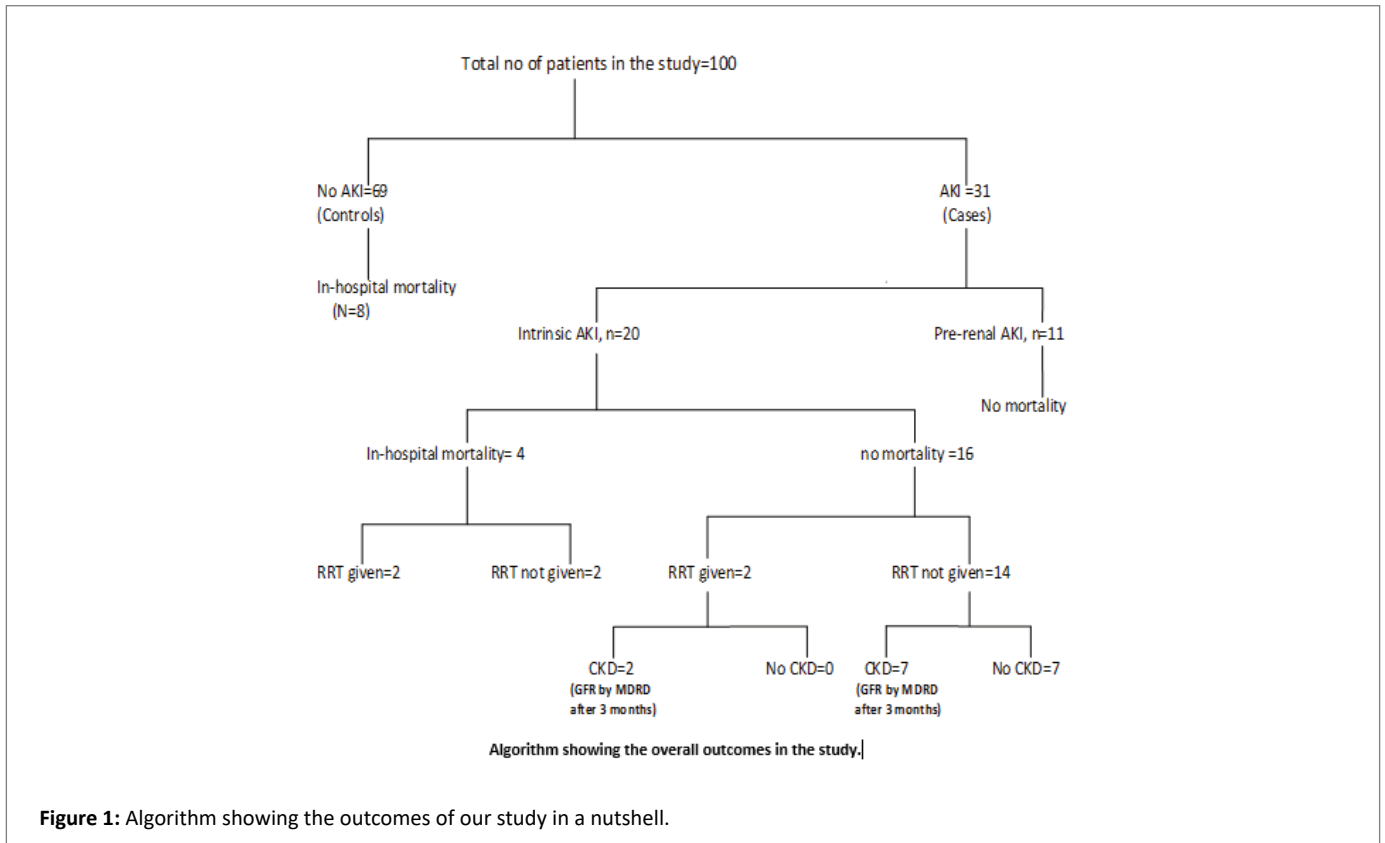 Total no of patients in the study=100
No AKI=69
(Controls)
AKI =31
(Cases)
In-hospital mortality
(N=8)
Intrinsic AKI, n=20
Pre-renal AKI, n=11
No mortality
In-hospital mortality= 4
no mortality =16
RRT given=2
RRT not given=2
RRT given=2
RRT not given=14
CKD=2
(GFR by MDRD
after 3 months)
No CKD=0
CKD=7
(GFR by MDRD
after 3 months)
No CKD=7
Algorithm showing the overall outcomes in the study.
Figure 1: Algorithm showing the outcomes of our study in a nutshell.